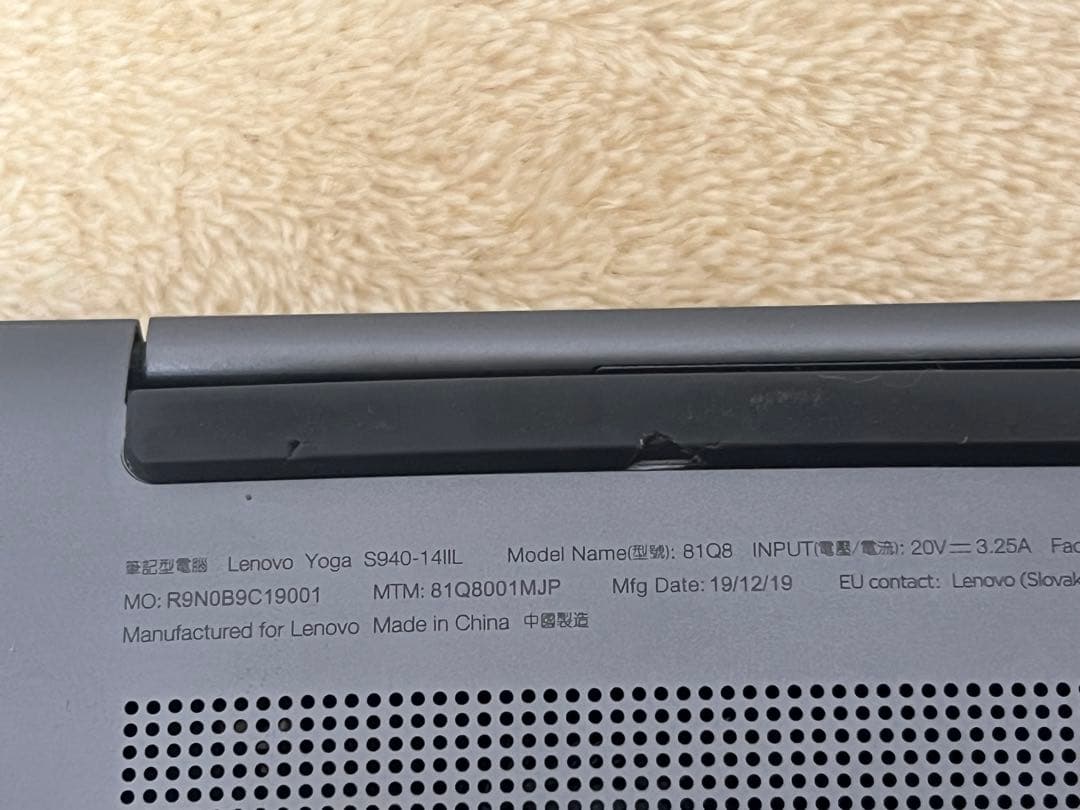 筆記型電腦 Lenovo Yoga S940-14IIL Model Name(型號): 81Q8 INPUT(電壓/電流): 20V⎓3.25A Fac
MO: R9N0B9C19001 MTM: 81Q8001MJP Mfg Date: 19/12/19 EU contact: Lenovo (Slovak
Manufactured for Lenovo Made in China 中國製造